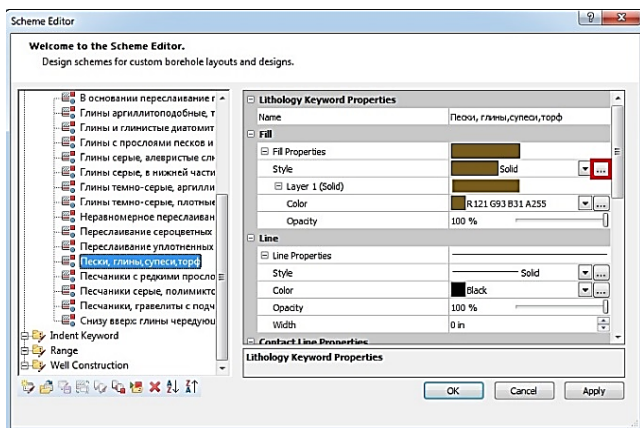 Scheme Editor
Welcome to the Scheme Editor.
Design schemes for custom borehole layouts and designs.
В основании переслаивание г
Глины аргиллитоподобные, т
Глины и глинистые диатомит
Глины с прослоями песков и
Глины серые, алевристые сл
Глины серые, в нижней части
Глины темно-серые, аргилли
Глины темно-серые, плотные
Неравномерное переслаиван
Переслаивание сероцветных
Переслаивание уплотненных
Пески, глины,супеси,торф
Песчаники с редкими просло
Песчаники серые, полимикто
Песчаники, гравелиты с подч
Снизу вверх: глины чередующ
Indent Keyword
Range
Well Construction
Lithology Keyword Properties
Name Пески, глины,супеси,торф
Fill
Fill Properties
Style Solid ...
Layer 1 (Solid)
Color R121 G93 B31 A255 ...
Opacity 100 %
Line
Line Properties
Style Solid ...
Color Black ...
Opacity 100 %
Width 0 in
Contact Line Properties
Lithology Keyword Properties
OK Cancel Apply